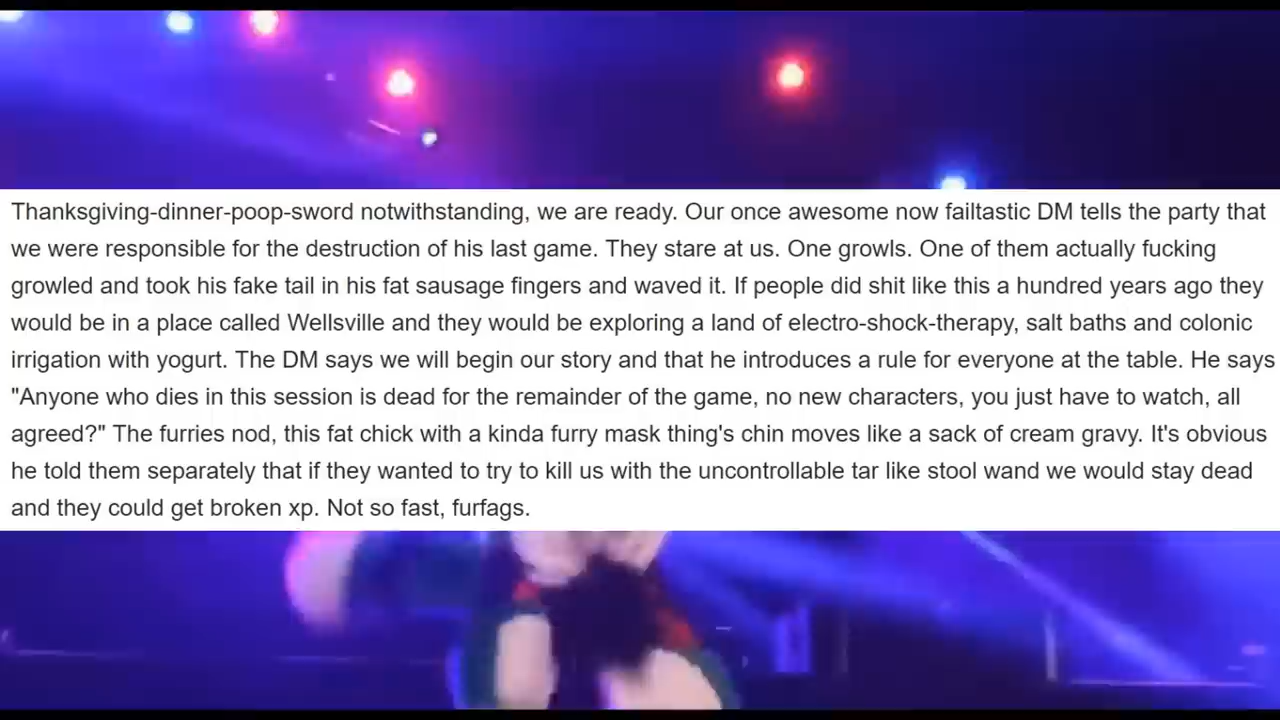 Thanksgiving-dinner-poop-sword notwithstanding, we are ready. Our once awesome now failtastic DM tells the party that
we were responsible for the destruction of his last game. They stare at us. One growls. One of them actually fucking
growled and took his fake tail in his fat sausage fingers and waved it. If people did shit like this a hundred years ago they
would be in a place called Wellsville and they would be exploring a land of electro-shock-therapy, salt baths and colonic
irrigation with yogurt. The DM says we will begin our story and that he introduces a rule for everyone at the table. He says
"Anyone who dies in this session is dead for the remainder of the game, no new characters, you just have to watch, all
agreed?" The furries nod, this fat chick with a kinda furry mask thing's chin moves like a sack of cream gravy. It's obvious
he told them separately that if they wanted to try to kill us with the uncontrollable tar like stool wand we would stay dead
and they could get broken xp. Not so fast, furfags.